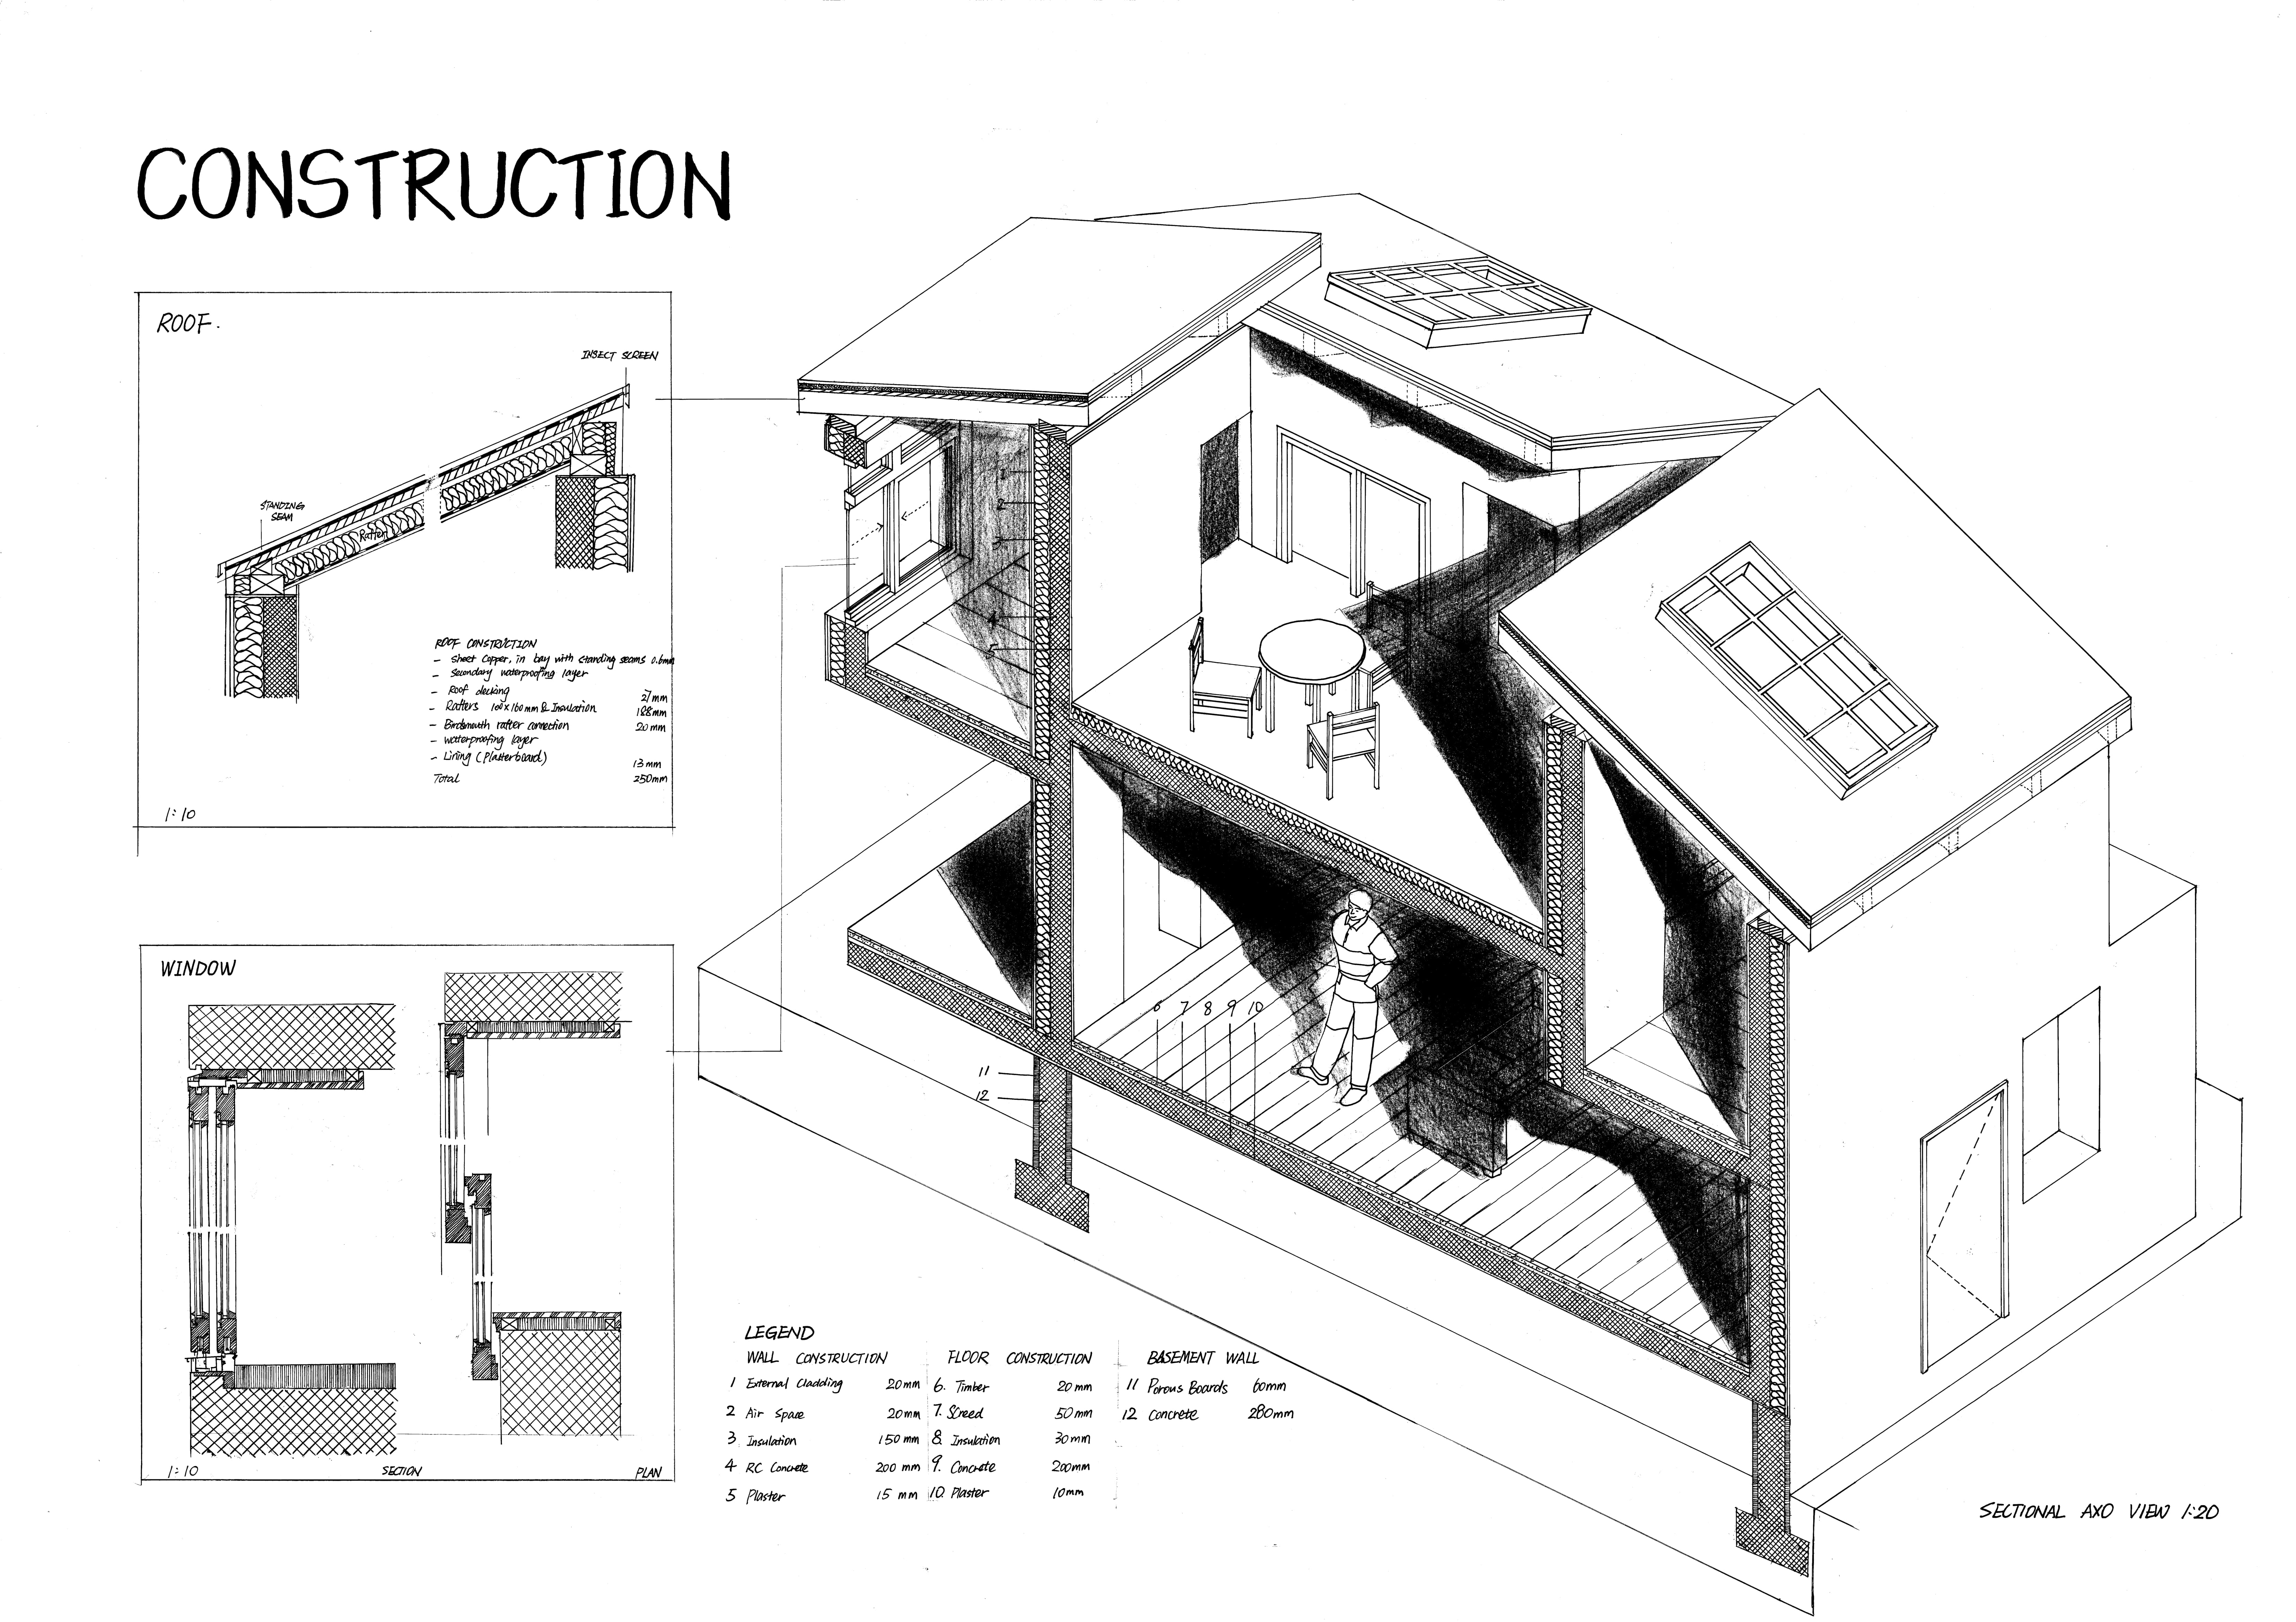 CONSTRUCTION
ROOF.
INSECT SCREEN
STANDING
SEAM
Rafter
ROOF CONSTRUCTION
- Sheet Copper, in bay with standing seams 0.6mm
- Secondary waterproofing layer
- Roof decking 27mm
- Rafters 100x160mm & Insulation 188mm
- Birdsmouth rafter connection 20mm
- waterproofing layer
- Lining (Plasterboard) 13mm
Total 250mm
1:10
WINDOW
1:10 SECTION PLAN
1
2
3
4
5
6 7 8 9 10
11
12
LEGEND
WALL CONSTRUCTION FLOOR CONSTRUCTION BASEMENT WALL
1 External Cladding 20mm 6. Timber 20mm 11 Porous Boards 60mm
2 Air Space 20mm 7. Screed 50mm 12 Concrete 280mm
3 Insulation 150mm 8. Insulation 30mm
4 RC Concrete 200mm 9. Concrete 200mm
5 Plaster 15mm 10. Plaster 10mm
SECTIONAL AXO VIEW 1:20